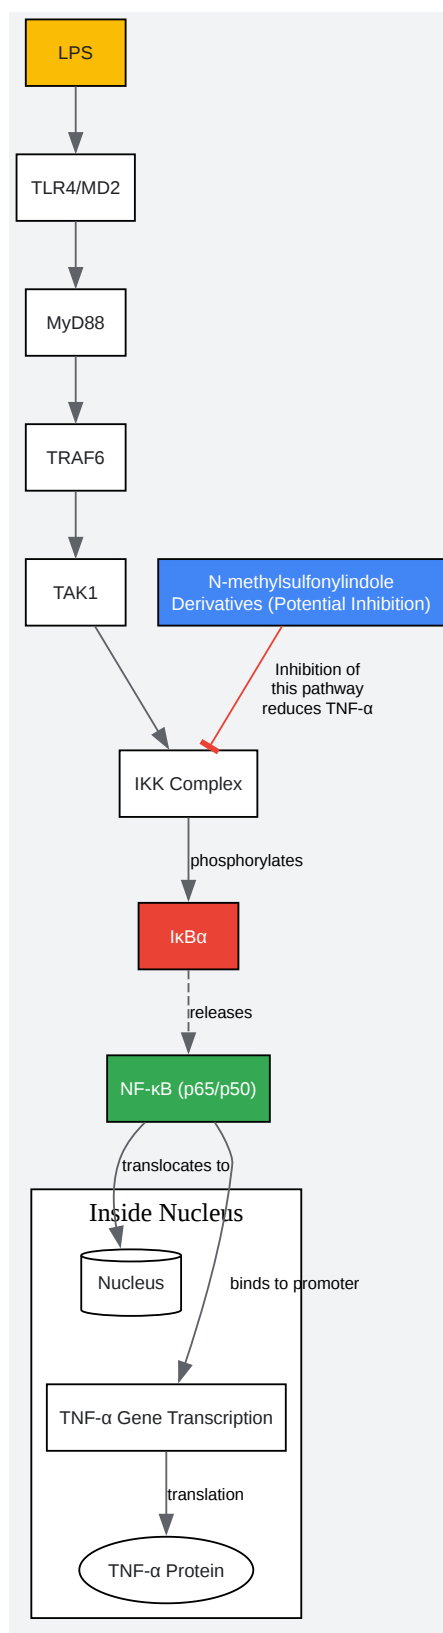 LPS
TLR4/MD2
MyD88
TRAF6
TAK1
N-methylsulfonylindole
Derivatives (Potential Inhibition)
Inhibition of
this pathway
reduces TNF-α
IKK Complex
phosphorylates
IκBα
releases
NF-κB (p65/p50)
translocates to
Inside Nucleus
Nucleus
binds to promoter
TNF-α Gene Transcription
translation
TNF-α Protein